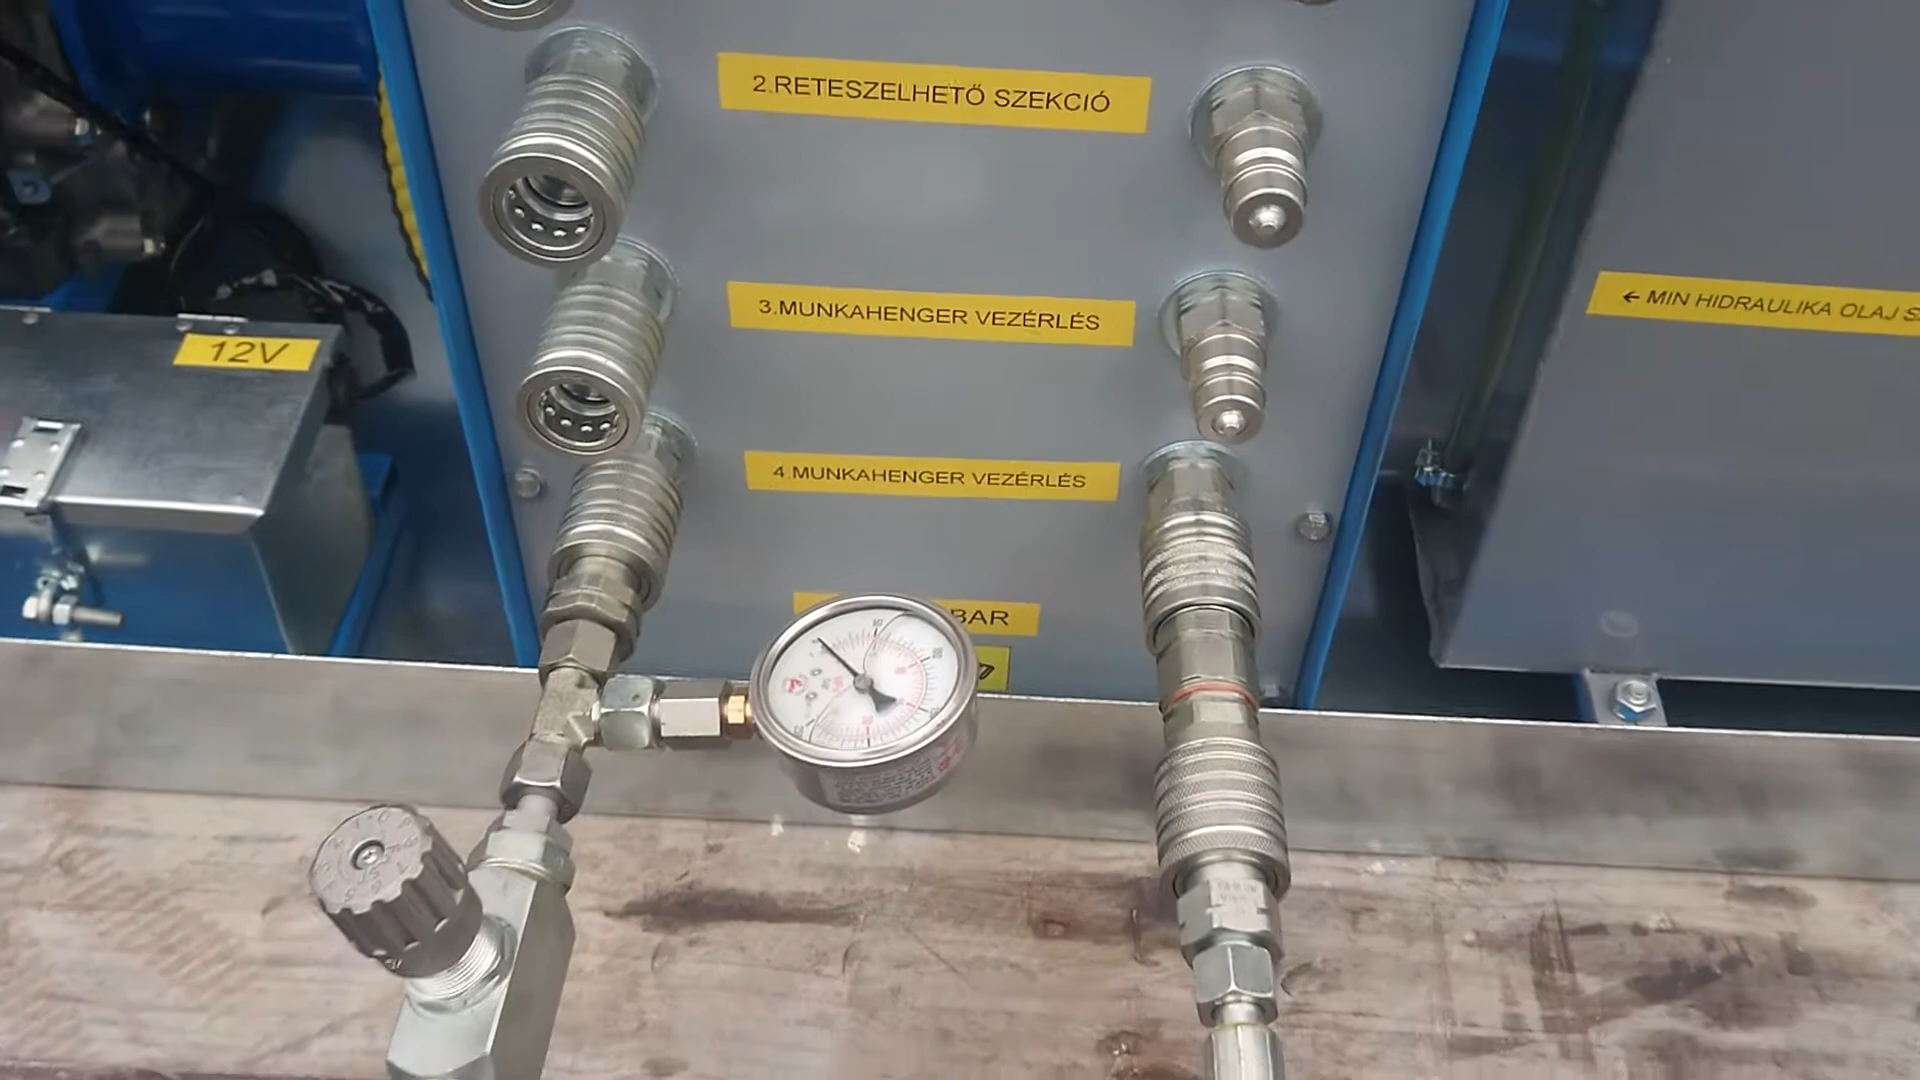 2.RETESZELHETŐ SZEKCIÓ
3.MUNKAHENGER VEZÉRLÉS
← MIN HIDRAULIKA OLAJ
12V
4.MUNKAHENGER VEZÉRLÉS
BAR